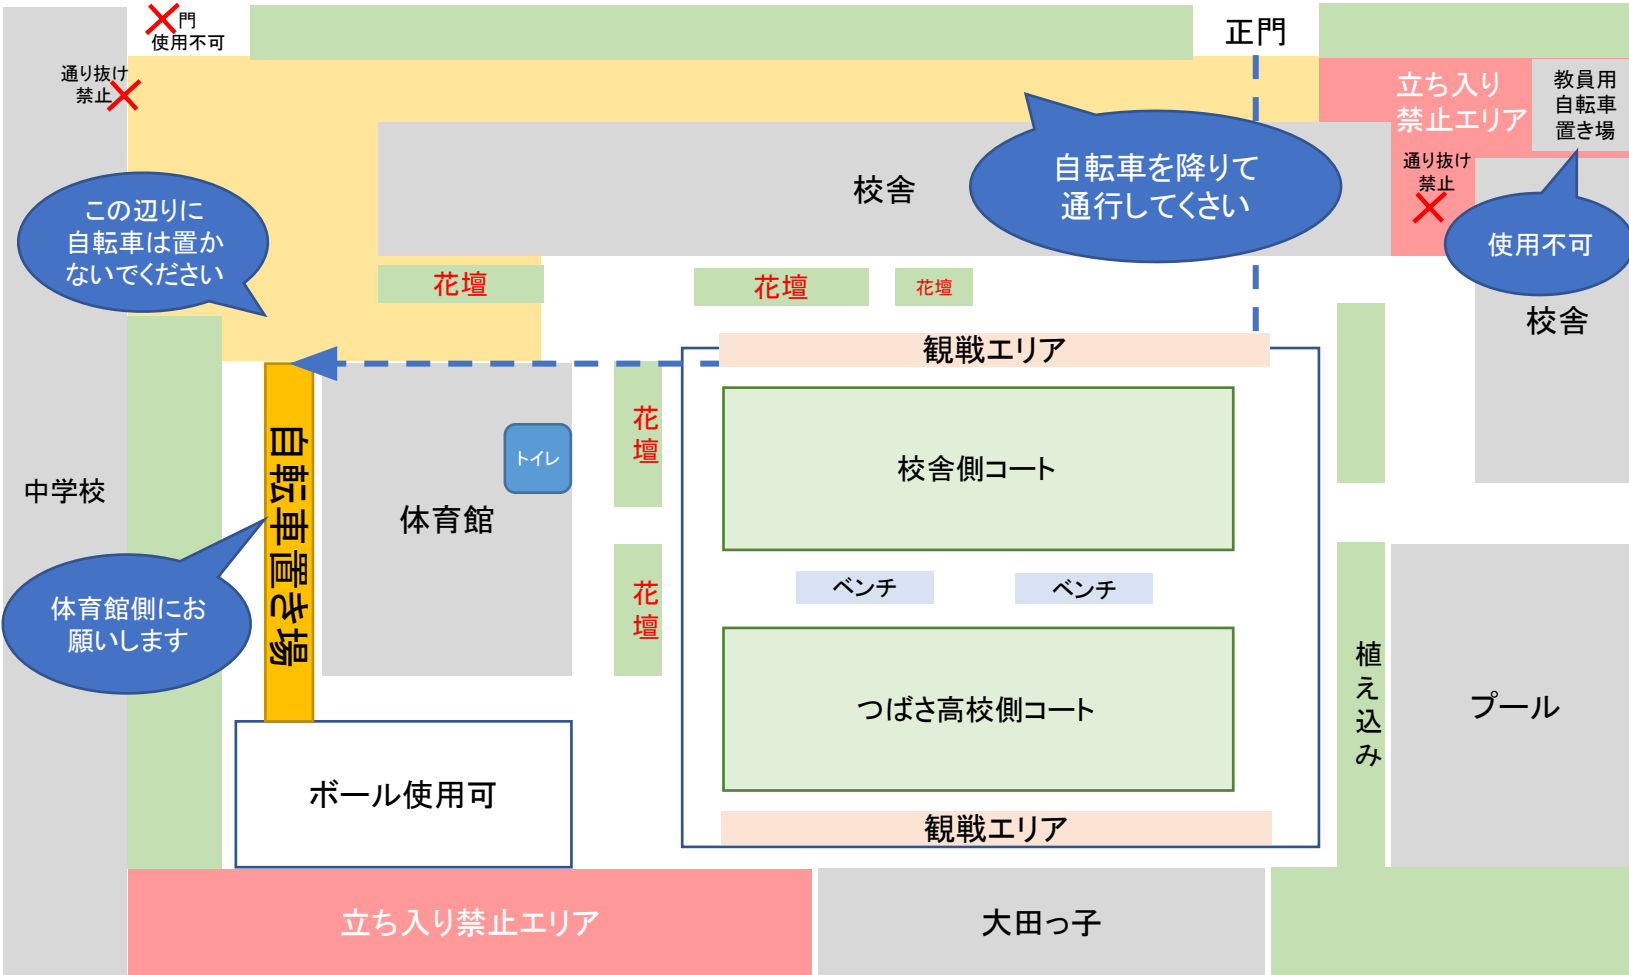 門
使用不可
正門
通り抜け
禁止
立ち入り
禁止エリア
教員用
自転車
置き場
自転車を降りて
通行してくさい
校舎
通り抜け
禁止
この辺りに
自転車は置か
ないでください
使用不可
花壇
花壇
花壇
校舎
観戦エリア
自転車置き場
花壇
トイレ
校舎側コート
中学校
体育館
ベンチ
ベンチ
体育館側にお
願いします
花壇
植え込み
つばさ高校側コート
プール
ボール使用可
観戦エリア
立ち入り禁止エリア
大田っ子